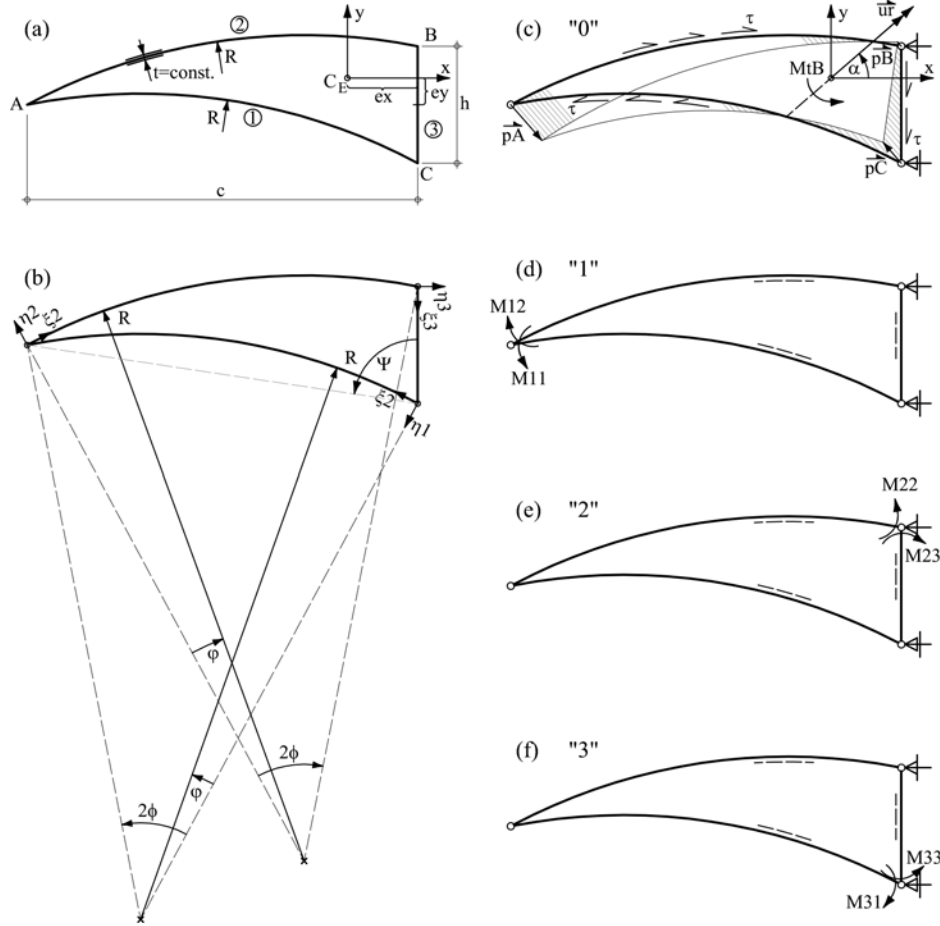 (a)
②
y
B
R
t=const.
C
E
x
ex
ey
h
A
R
①
③
C
c
(c) "0"
τ
y
ur
pB
MtB
α
x
τ
pA
τ
pC
(b)
η2
ξ2
R
η3
ξ3
R
Ψ
ξ2
η1
φ
2ϕ
φ
2ϕ
(d) "1"
M12
M11
(e) "2"
M22
M23
(f) "3"
M33
M31